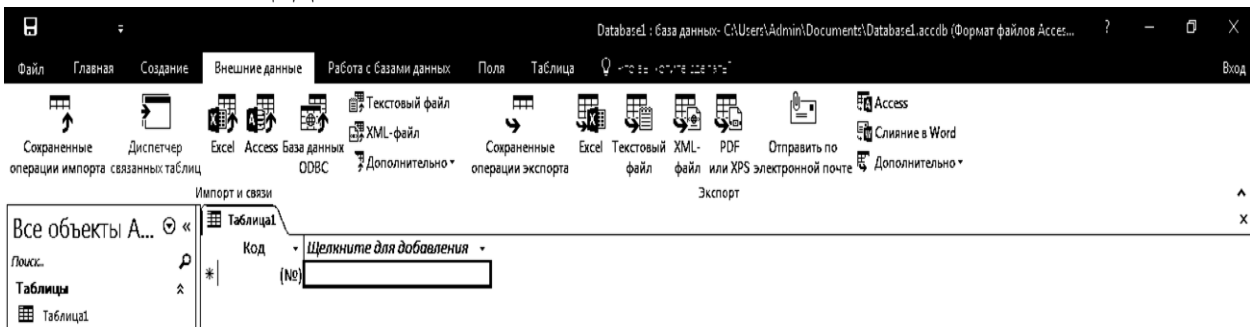 Database1 : база данных- C:\Users\Admin\Documents\Database1.accdb (Формат файлов Acces... ?
Файл Главная Создание Внешние данные Работа с базами данных Поля Таблица Вход
Сохраненные операции импорта
Диспетчер связанных таблиц
Excel
Access
База данных ODBC
Текстовый файл
XML-файл
Дополнительно
Импорт и связи
Сохраненные операции экспорта
Excel
Текстовый файл
XML-файл
PDF или XPS
Отправить по электронной почте
Access
Слияние в Word
Дополнительно
Экспорт
Все объекты A... «
Поиск...
Таблицы
Таблица1
Таблица1 x
Код Щелкните для добавления
* (№)